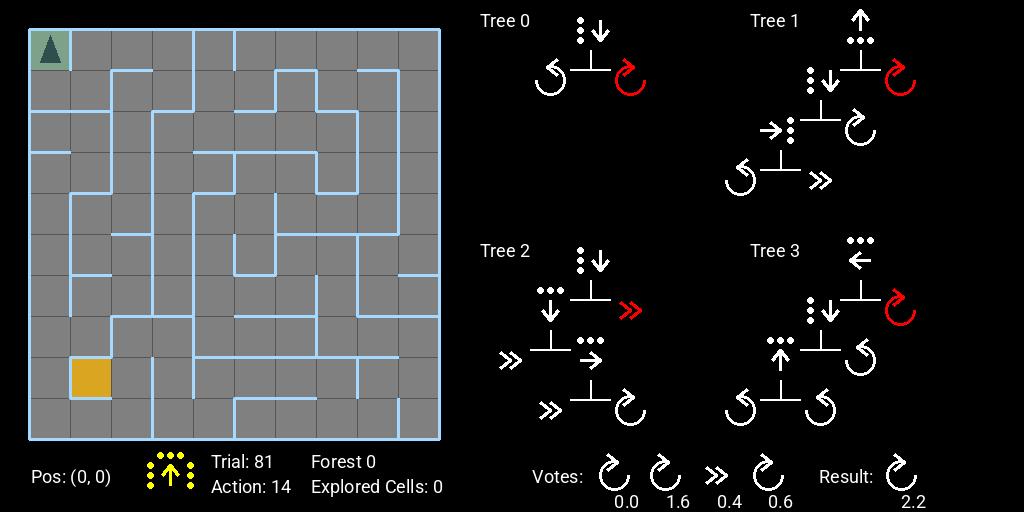 Tree 0
Tree 1
Tree 2
Tree 3
Pos: (0, 0)
Trial: 81
Forest 0
Action: 14
Explored Cells: 0
Votes:
0.0
1.6
0.4
0.6
Result:
2.2